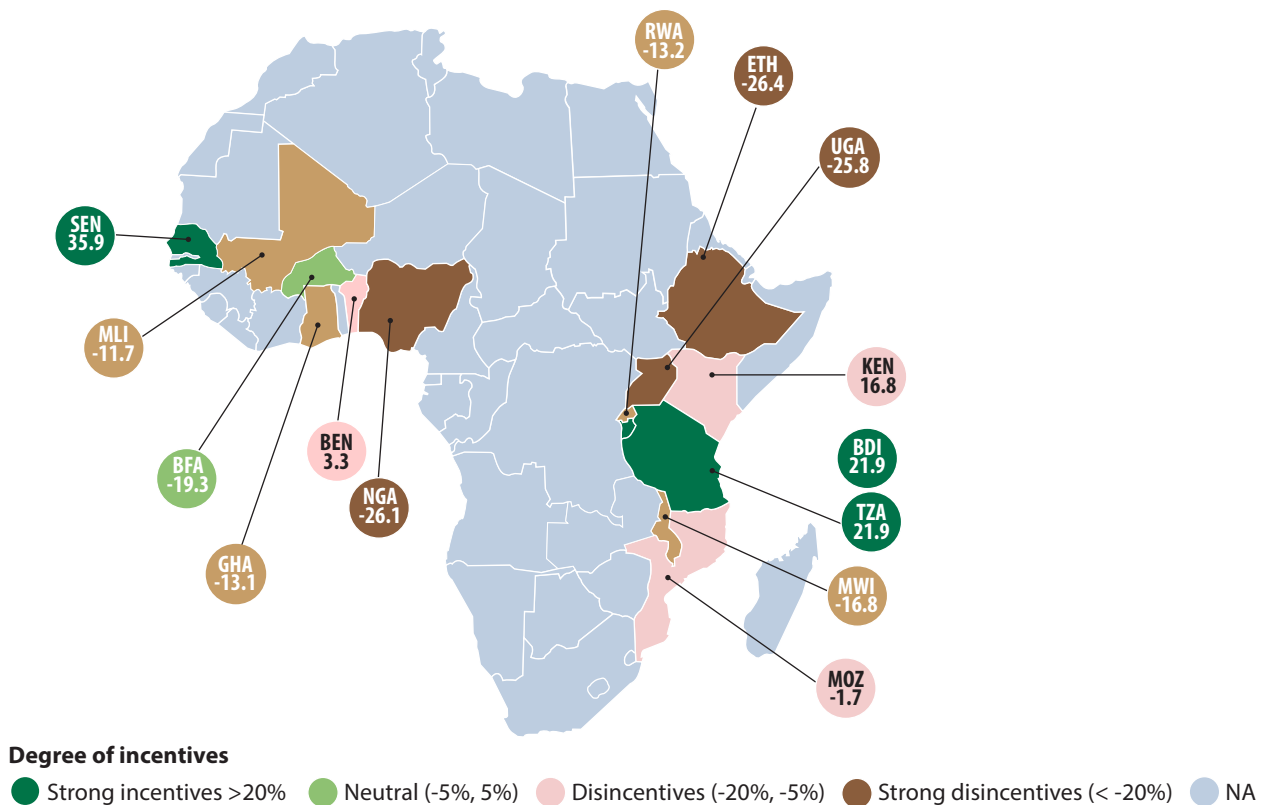 RWA
-13.2
ETH
-26.4
UGA
-25.8
SEN
35.9
MLI
-11.7
KEN
16.8
BEN
3.3
BFA
-19.3
BDI
21.9
NGA
-26.1
TZA
21.9
GHA
-13.1
MWI
-16.8
MOZ
-1.7
Degree of incentives
Strong incentives >20%
Neutral (-5%, 5%)
Disincentives (-20%, -5%)
Strong disincentives (< -20%)
NA